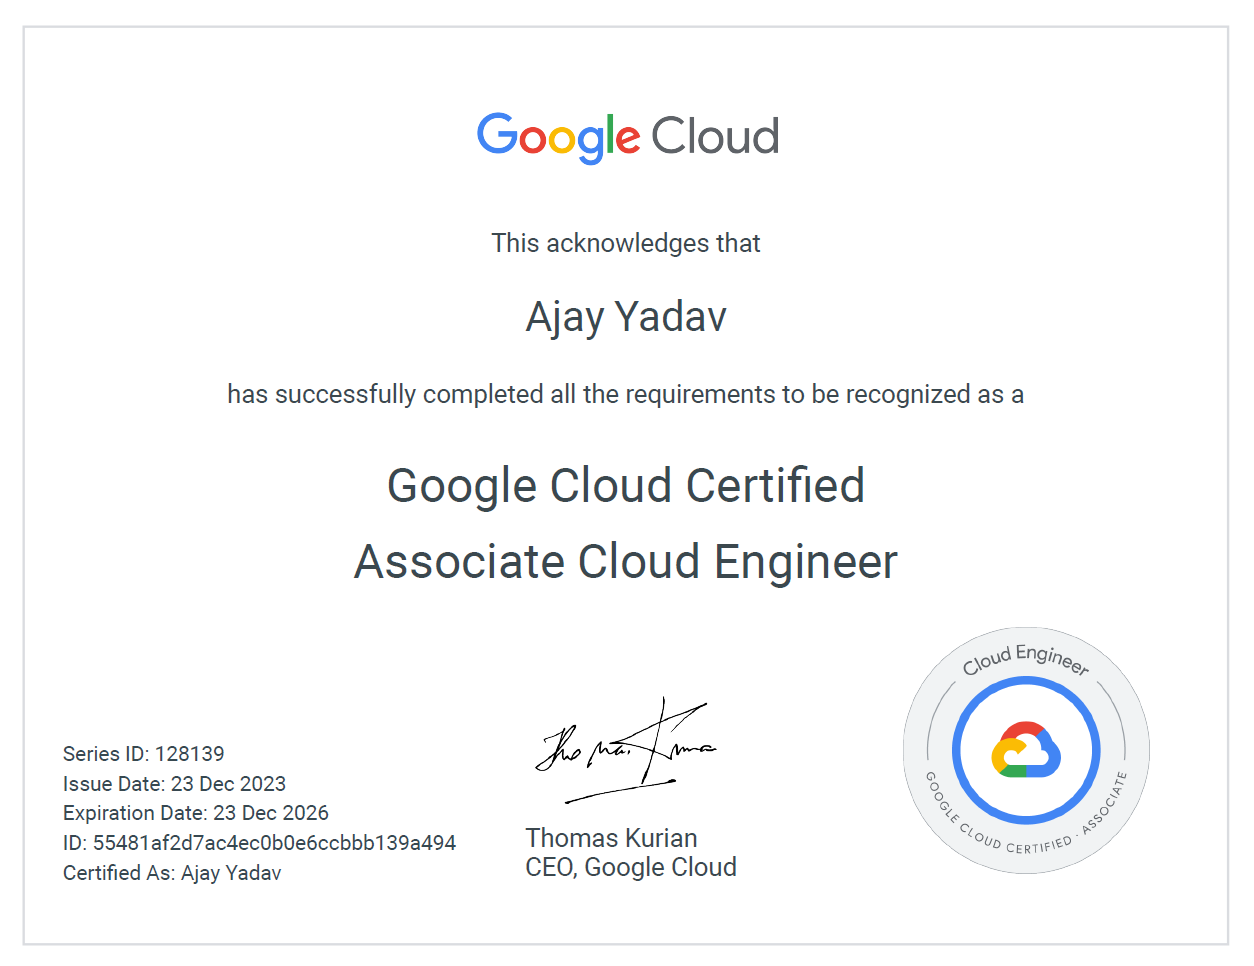 Google Cloud
This acknowledges that
Ajay Yadav
has successfully completed all the requirements to be recognized as a
Google Cloud Certified
Associate Cloud Engineer
Series ID: 128139
Issue Date: 23 Dec 2023
Expiration Date: 23 Dec 2026
ID: 55481af2d7ac4ec0b0e6ccbbb139a494
Certified As: Ajay Yadav
Thomas Kurian
CEO, Google Cloud
Cloud Engineer
GOOGLE CLOUD CERTIFIED · ASSOCIATE